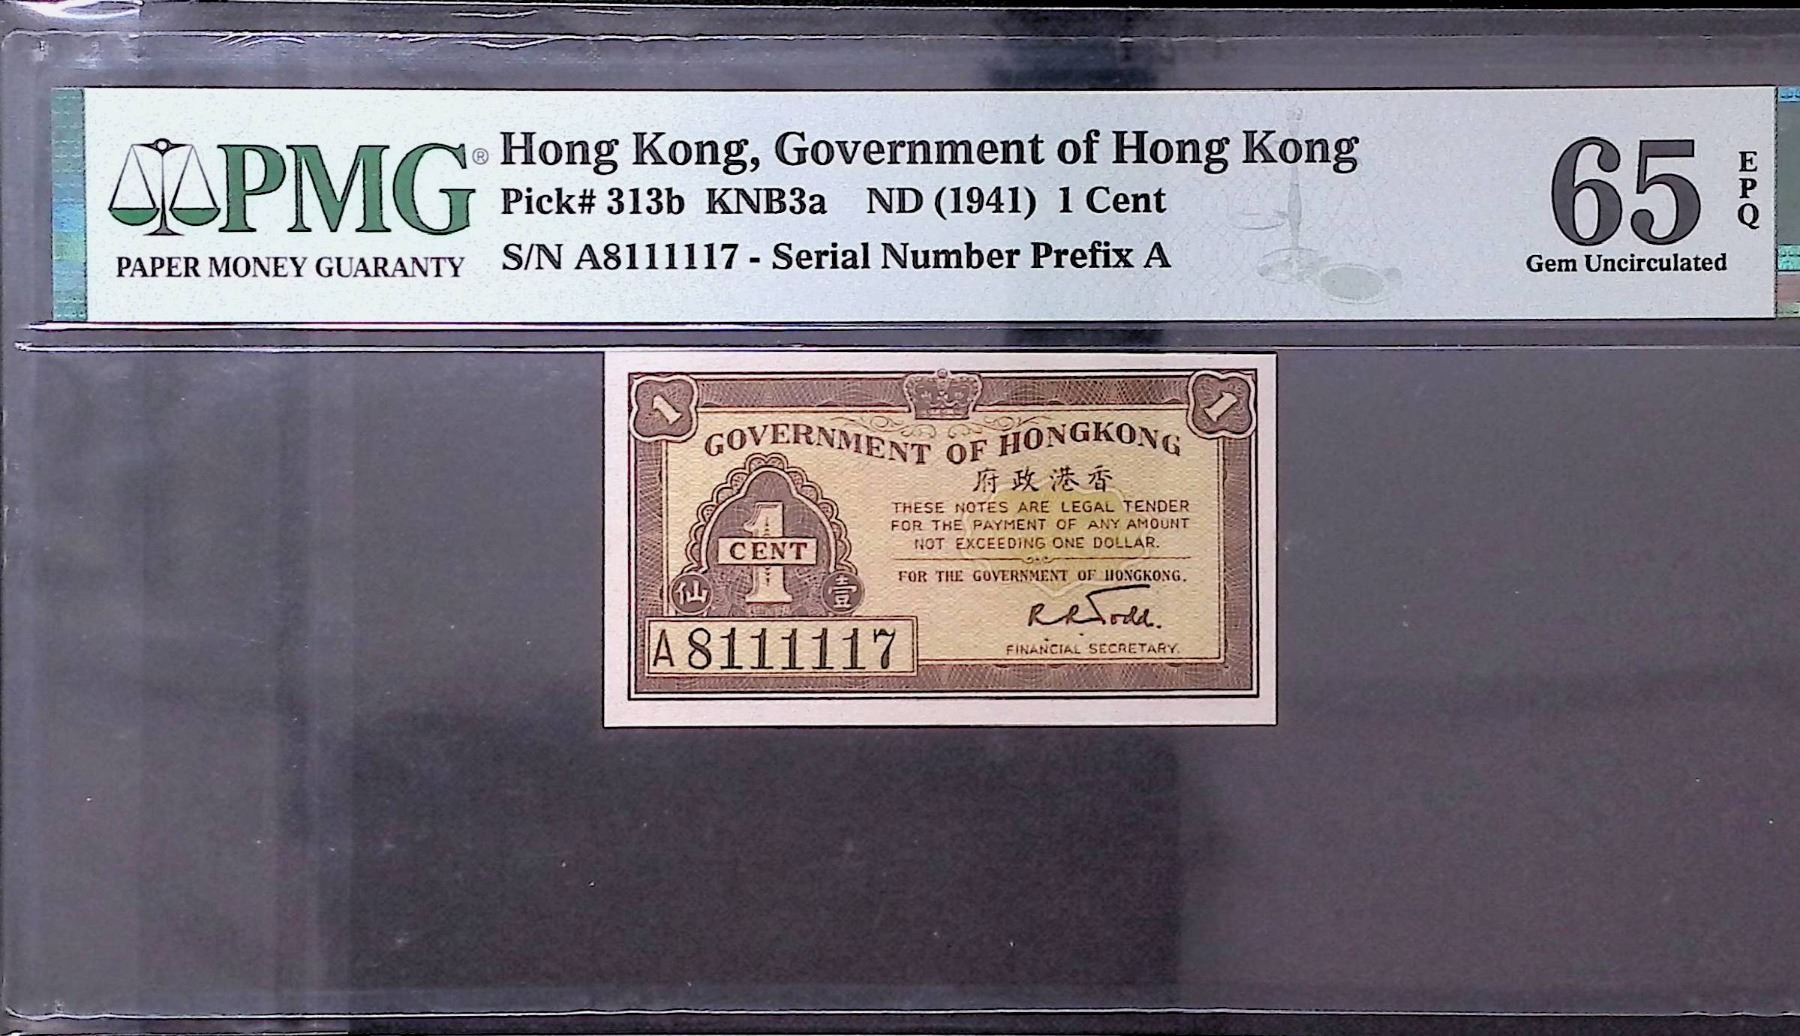 PMG®
PAPER MONEY GUARANTY
Hong Kong, Government of Hong Kong
Pick# 313b KNB3a ND (1941) 1 Cent
S/N A8111117 - Serial Number Prefix A
65
EPQ
Gem Uncirculated
1
1
GOVERNMENT OF HONGKONG
府政港香
THESE NOTES ARE LEGAL TENDER
FOR THE PAYMENT OF ANY AMOUNT
NOT EXCEEDING ONE DOLLAR.
FOR THE GOVERNMENT OF HONGKONG.
R R Todd.
FINANCIAL SECRETARY.
1
CENT
仙 壹
A 8111117